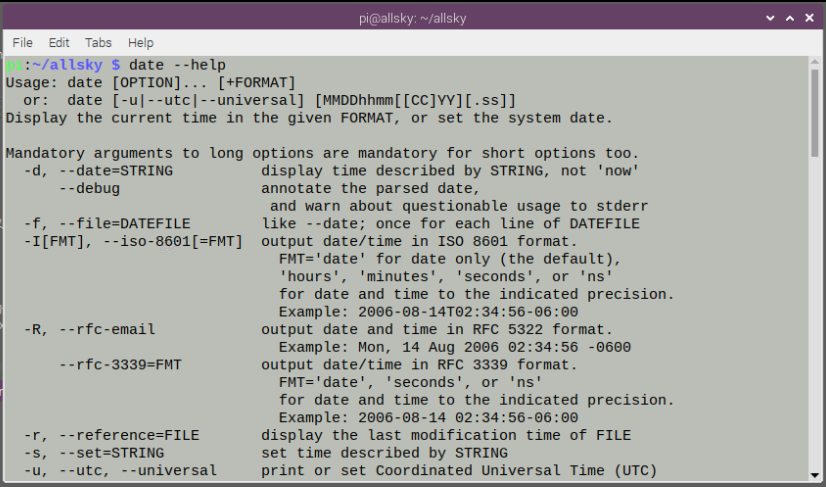 pi@allsky: ~/allsky
File Edit Tabs Help
pi:~/allsky $ date --help
Usage: date [OPTION]... [+FORMAT]
  or:  date [-u|--utc|--universal] [MMDDhhmm[[CC]YY][.ss]]
Display the current time in the given FORMAT, or set the system date.

Mandatory arguments to long options are mandatory for short options too.
  -d, --date=STRING          display time described by STRING, not 'now'
      --debug                annotate the parsed date,
                              and warn about questionable usage to stderr
  -f, --file=DATEFILE        like --date; once for each line of DATEFILE
  -I[FMT], --iso-8601[=FMT]  output date/time in ISO 8601 format.
                               FMT='date' for date only (the default),
                               'hours', 'minutes', 'seconds', or 'ns'
                               for date and time to the indicated precision.
                               Example: 2006-08-14T02:34:56-06:00
  -R, --rfc-email            output date and time in RFC 5322 format.
                               Example: Mon, 14 Aug 2006 02:34:56 -0600
      --rfc-3339=FMT         output date/time in RFC 3339 format.
                               FMT='date', 'seconds', or 'ns'
                               for date and time to the indicated precision.
                               Example: 2006-08-14 02:34:56-06:00
  -r, --reference=FILE       display the last modification time of FILE
  -s, --set=STRING           set time described by STRING
  -u, --utc, --universal     print or set Coordinated Universal Time (UTC)